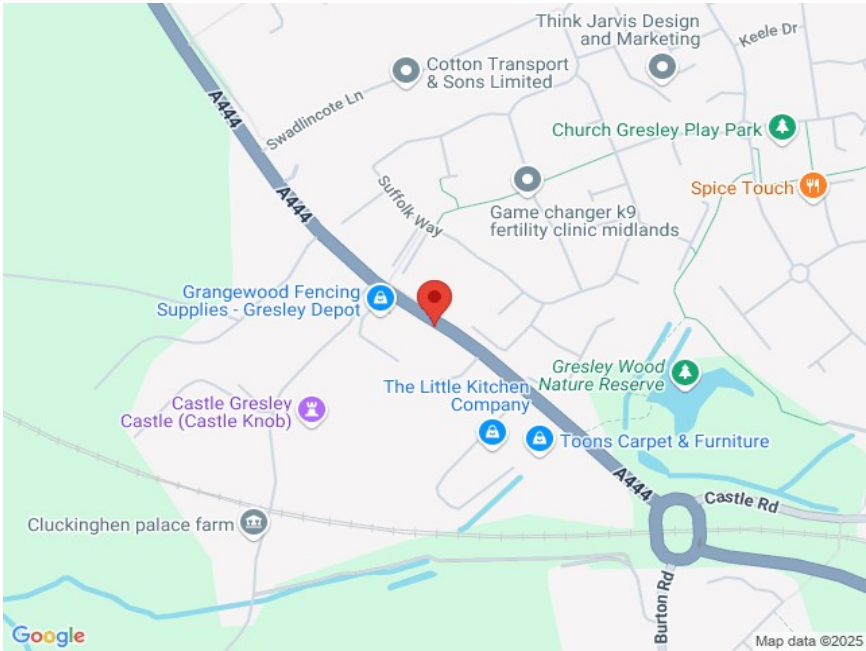 Think Jarvis Design
and Marketing
Keele Dr
Cotton Transport
& Sons Limited
A444
Swadlincote Ln
Church Gresley Play Park
Spice Touch
Suffolk Way
A444
Game changer k9
fertility clinic midlands
Grangewood Fencing
Supplies - Gresley Depot
Gresley Wood
Nature Reserve
The Little Kitchen
Company
Castle Gresley
Castle (Castle Knob)
Toons Carpet & Furniture
A444
Castle Rd
Cluckinghen palace farm
Burton Rd
Google
Map data ©2025